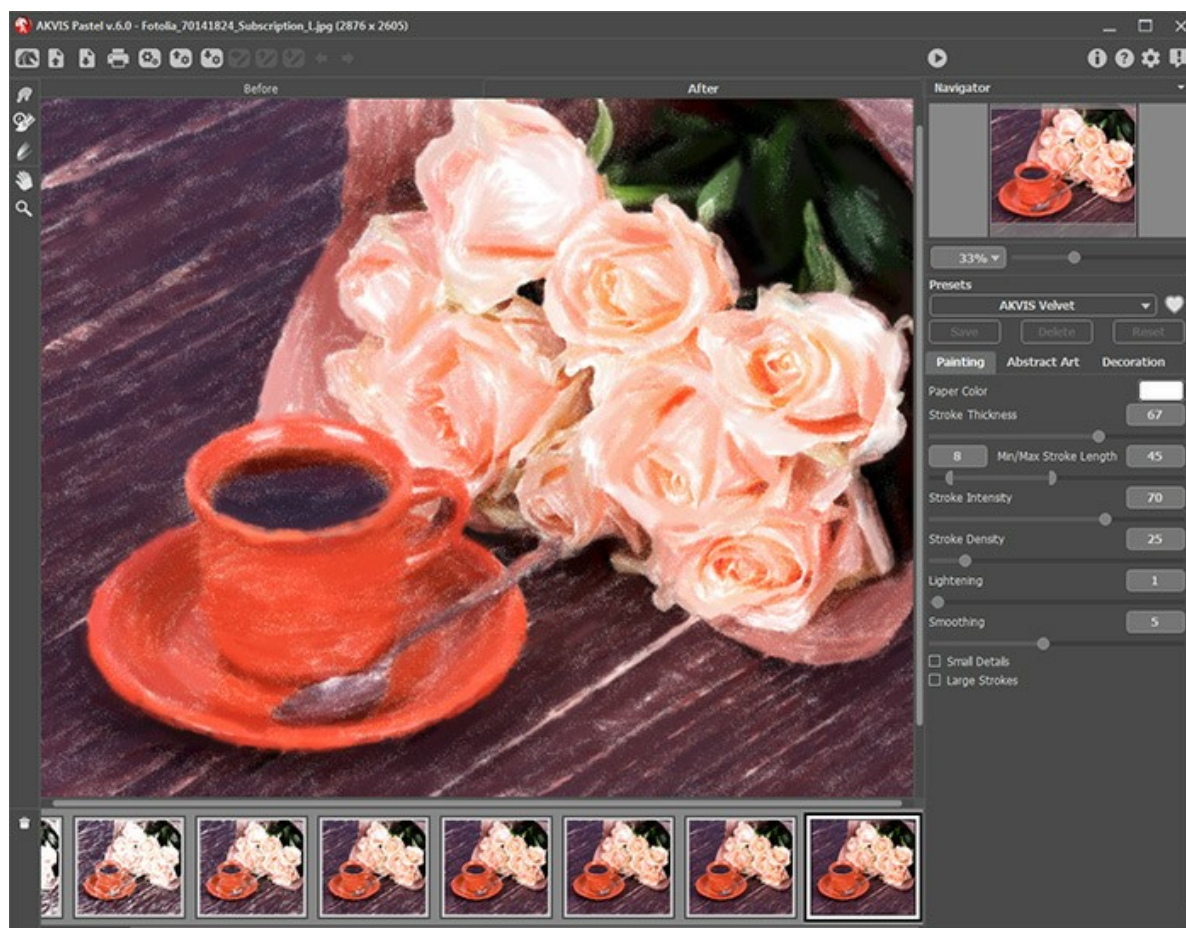 AKVIS Pastel v.6.0 - Fotolia_70141824_Subscription_L.jpg (2876 x 2605)
Before
After
Navigator
33%
Presets
AKVIS Velvet
Save Delete Reset
Painting Abstract Art Decoration
Paper Color
Stroke Thickness 67
8 Min/Max Stroke Length 45
Stroke Intensity 70
Stroke Density 25
Lightening 1
Smoothing 5
Small Details
Large Strokes